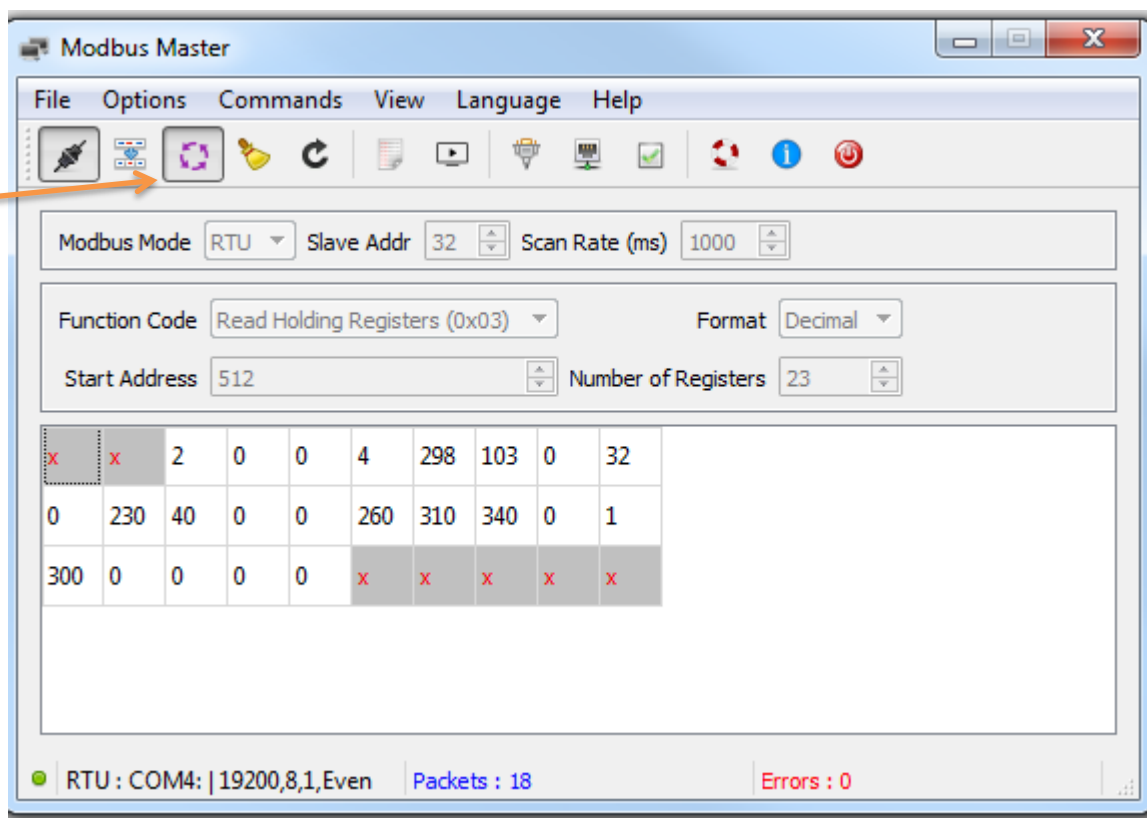 Modbus Master
File Options Commands View Language Help
Modbus Mode RTU Slave Addr 32 Scan Rate (ms) 1000
Function Code Read Holding Registers (0x03) Format Decimal
Start Address 512 Number of Registers 23
x x 2 0 0 4 298 103 0 32
0 230 40 0 0 260 310 340 0 1
300 0 0 0 0 x x x x x
RTU : COM4: | 19200,8,1,Even Packets : 18 Errors : 0